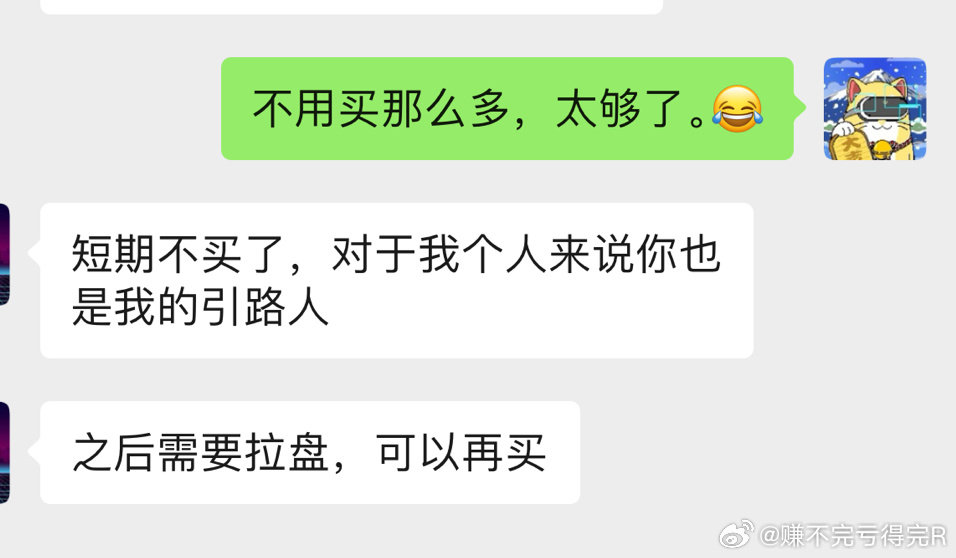 不用买那么多，太够了。😂
短期不买了，对于我个人来说你也
是我的引路人
之后需要拉盘，可以再买
@赚不完亏得完R